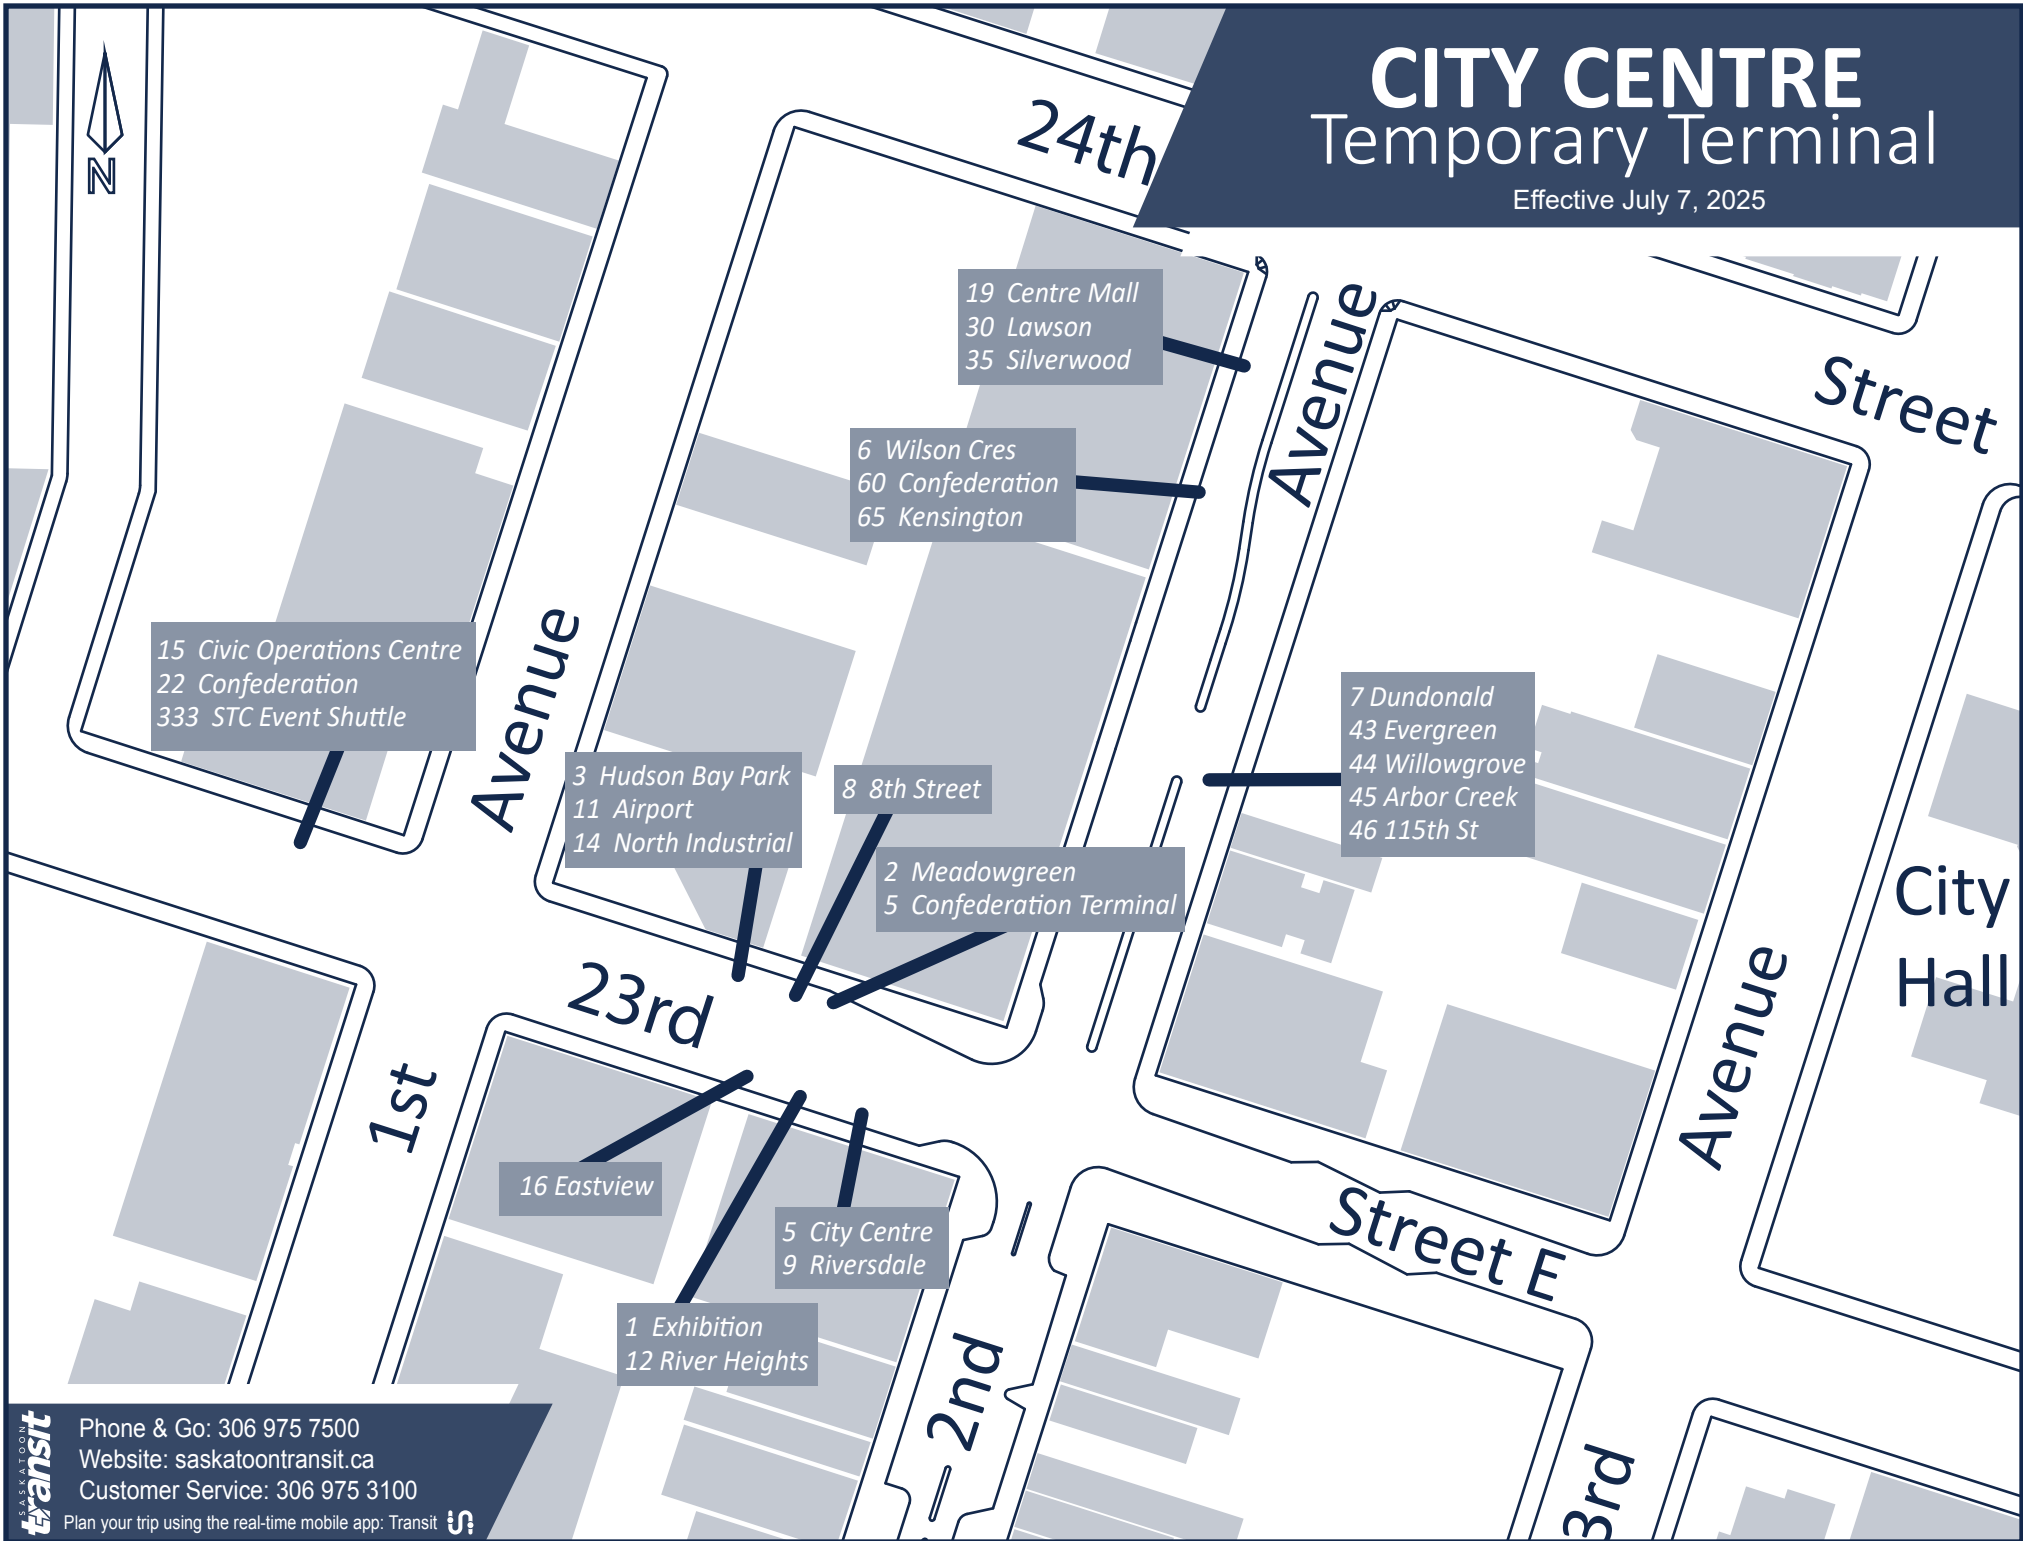 CITY CENTRE
Temporary Terminal
Effective July 7, 2025
N
24th
Street
Avenue
19 Centre Mall
30 Lawson
35 Silverwood
6 Wilson Cres
60 Confederation
65 Kensington
15 Civic Operations Centre
22 Confederation
333 STC Event Shuttle
Avenue
7 Dundonald
43 Evergreen
44 Willowgrove
45 Arbor Creek
46 115th St
3 Hudson Bay Park
11 Airport
14 North Industrial
8 8th Street
2 Meadowgreen
5 Confederation Terminal
City
Hall
23rd
Avenue
1st
16 Eastview
5 City Centre
9 Riversdale
Street E
1 Exhibition
12 River Heights
2nd
3rd
SASKATOON
transit
Phone & Go: 306 975 7500
Website: saskatoontransit.ca
Customer Service: 306 975 3100
Plan your trip using the real-time mobile app: Transit